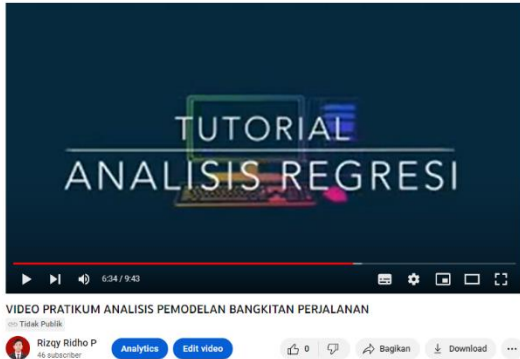 TUTORIAL
ANALISIS REGRESI
6:34 / 9:43
VIDEO PRATIKUM ANALISIS PEMODELAN BANGKITAN PERJALANAN
Tidak Publik
Rizqy Ridho P
46 subscriber
Analytics
Edit video
0
Bagikan
Download